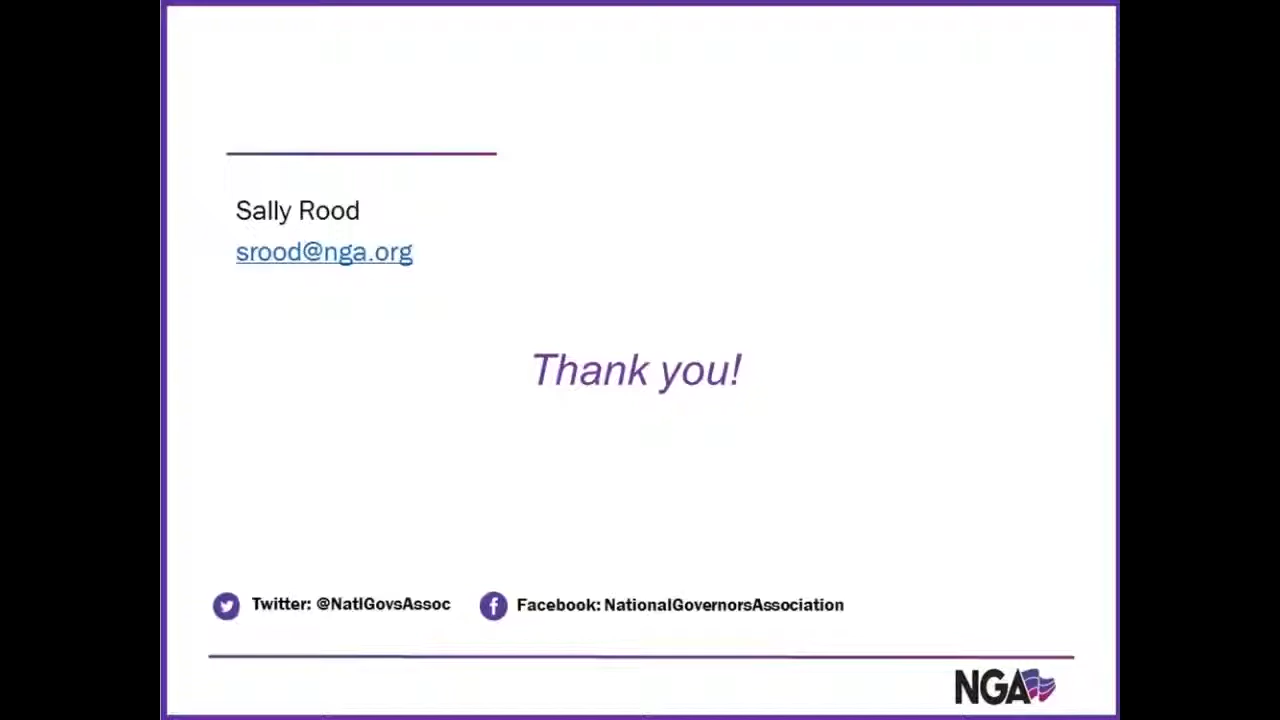 Sally Rood
srood@nga.org
Thank you!
Twitter: @NatlGovsAssoc
Facebook: NationalGovernorsAssociation
NGA